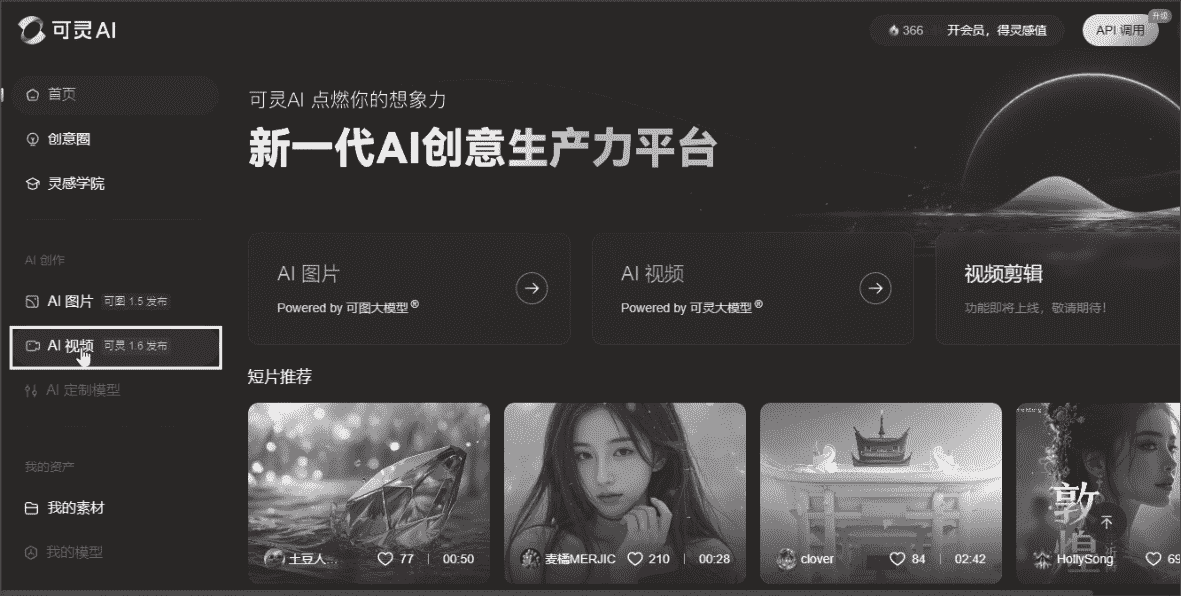 可灵AI
366 开会员，得灵感值
API 调用
升级
首页
创意圈
灵感学院
AI 创作
AI 图片 可图 1.5 发布
AI 视频 可灵 1.6 发布
AI 定制模型
我的资产
我的素材
我的模型
可灵AI 点燃你的想象力
新一代AI创意生产力平台
AI 图片
Powered by 可图大模型®
AI 视频
Powered by 可灵大模型®
视频剪辑
功能即将上线，敬请期待！
短片推荐
土豆人... 77 00:50
麦橘MERJIC 210 00:28
clover 84 02:42
敦煌
HollySong 69